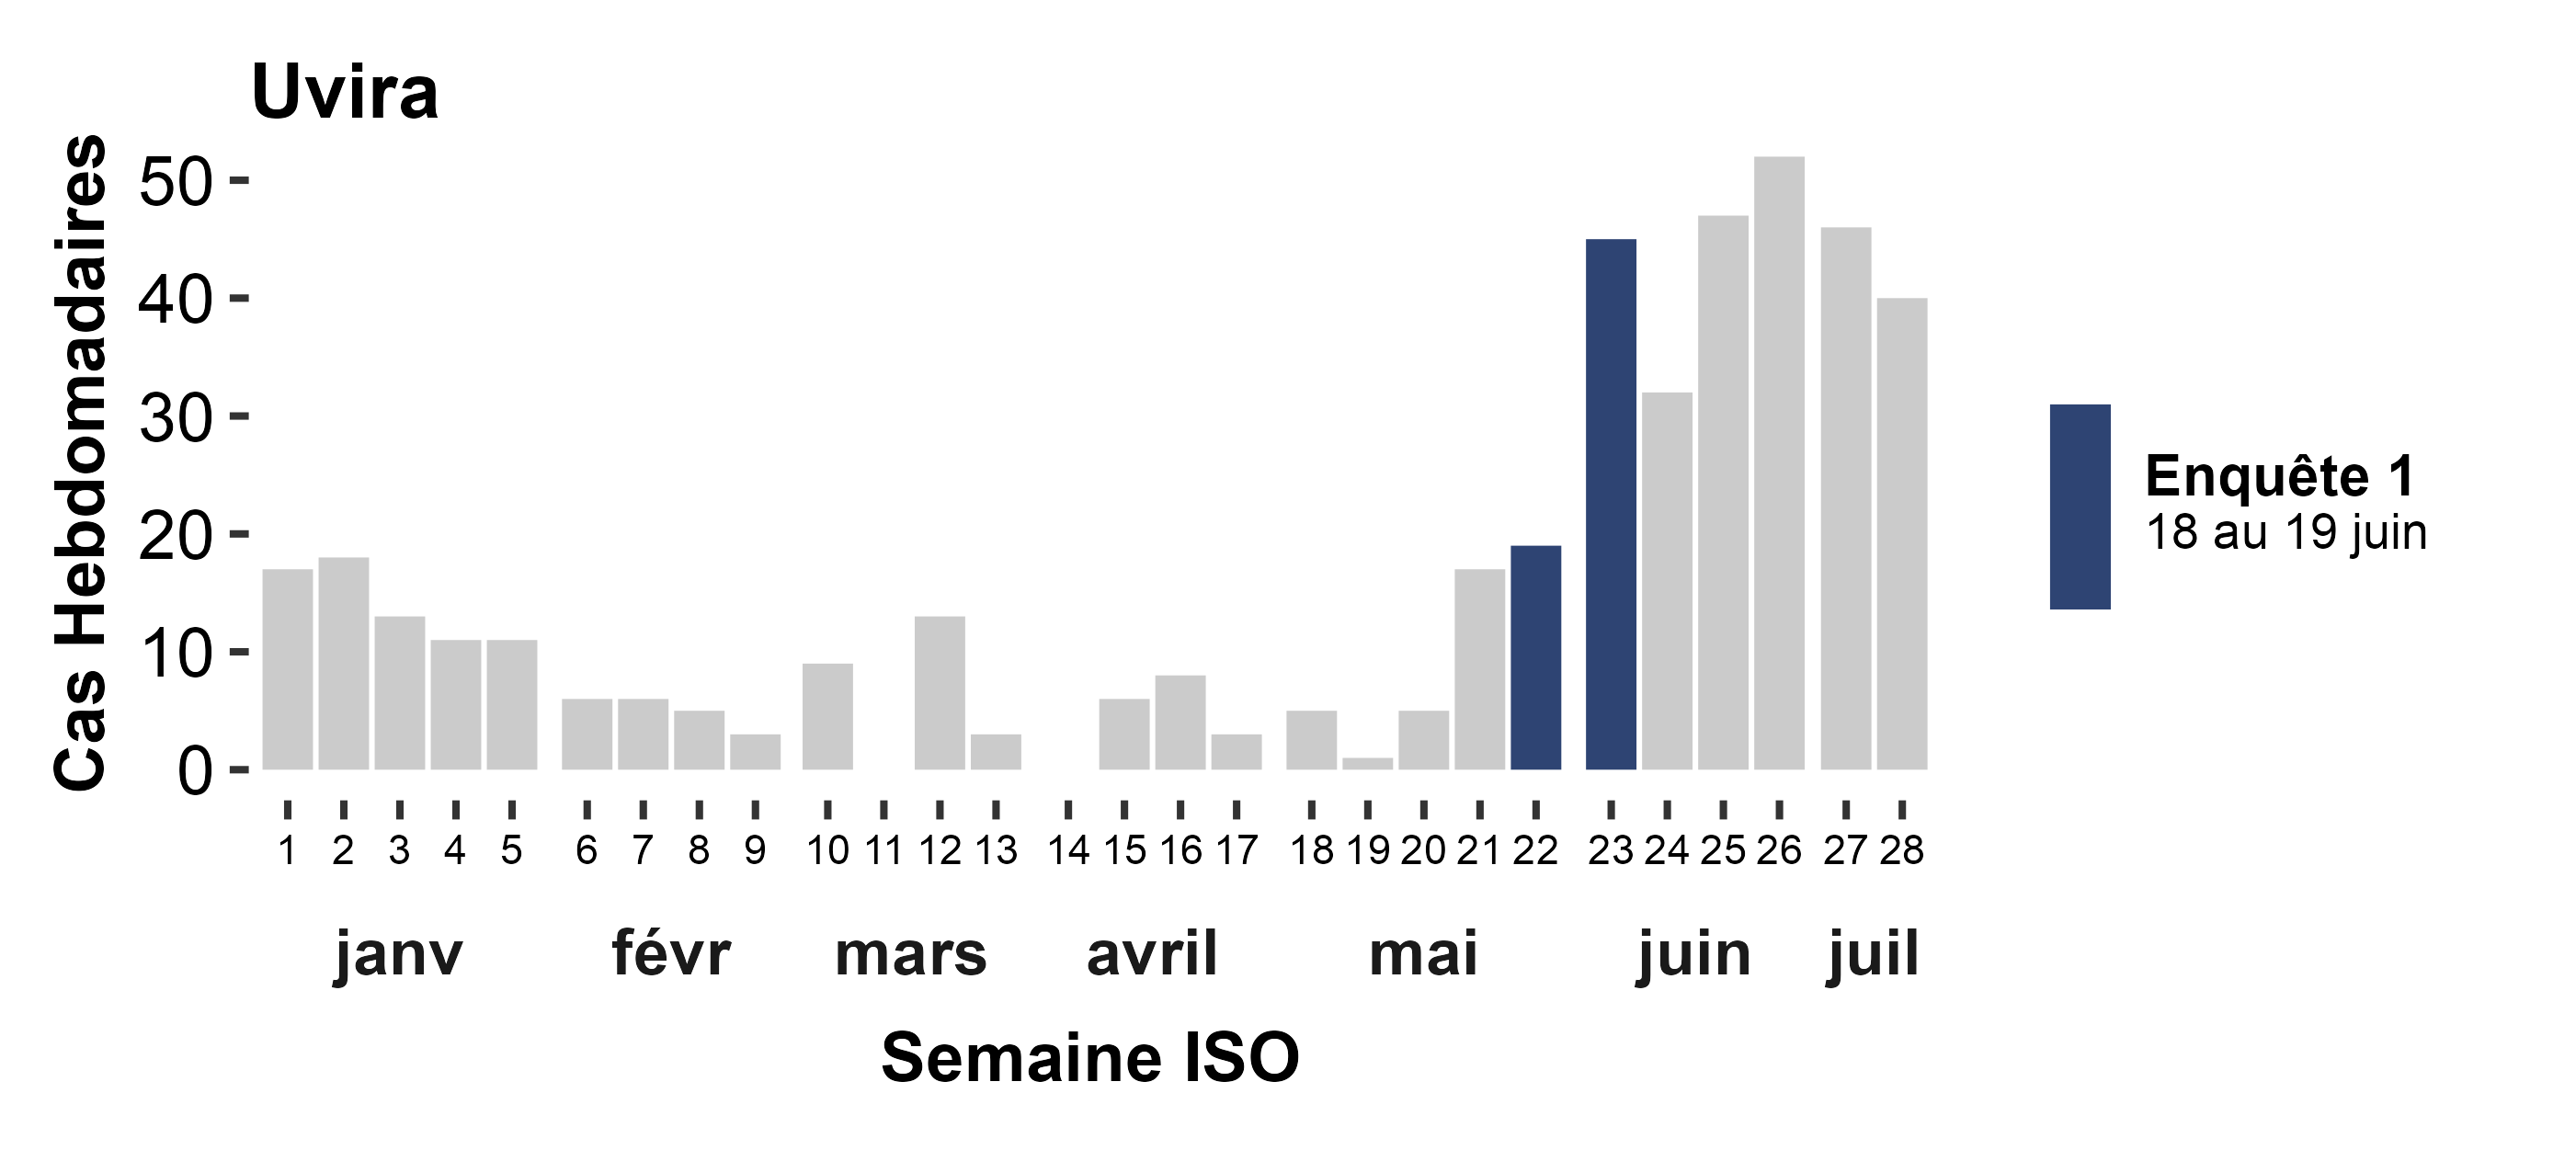 Uvira
Cas Hebdomadaires
50
40
30
20
10
0
1 2 3 4 5 6 7 8 9 10 11 12 13 14 15 16 17 18 19 20 21 22 23 24 25 26 27 28
janv févr mars avril mai juin juil
Semaine ISO
Enquête 1
18 au 19 juin